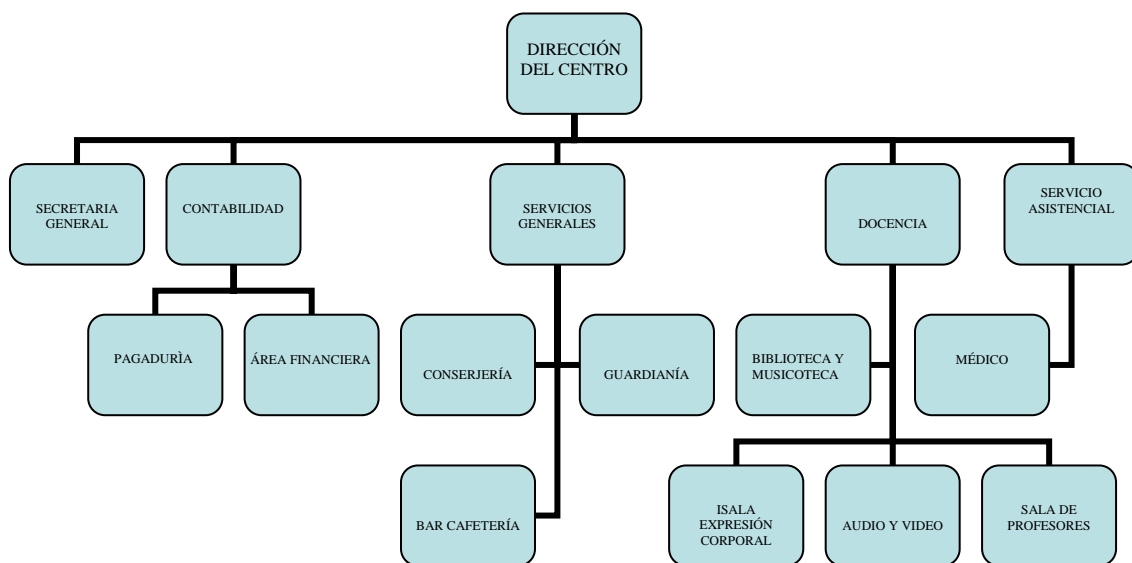 DIRECCIÓN
DEL CENTRO
SECRETARIA
GENERAL
CONTABILIDAD
SERVICIOS
GENERALES
DOCENCIA
SERVICIO
ASISTENCIAL
PAGADURÌA
ÁREA FINANCIERA
CONSERJERÍA
GUARDIANÍA
BIBLIOTECA Y
MUSICOTECA
MÉDICO
BAR CAFETERÍA
ISALA
EXPRESIÓN
CORPORAL
AUDIO Y VIDEO
SALA DE
PROFESORES